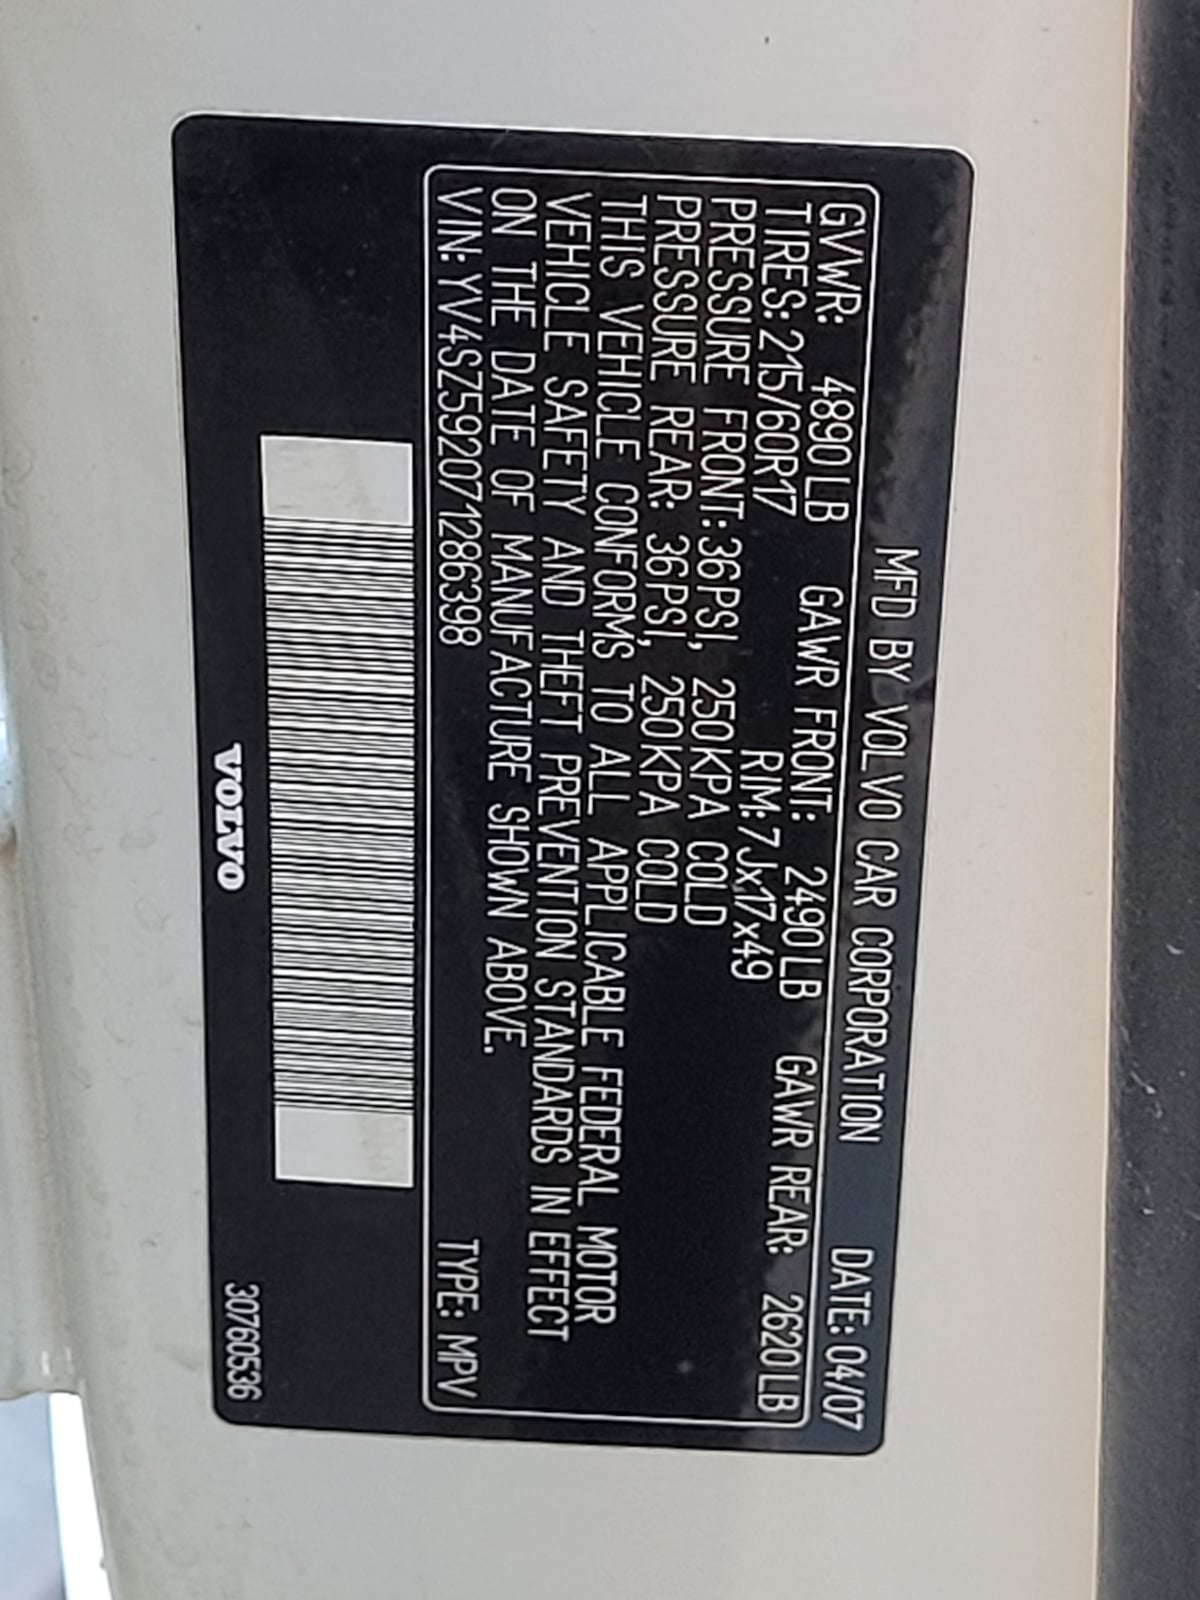 MFD BY VOLVO CAR CORPORATION DATE: 04/07
GVWR: 4890LB GAWR FRONT: 2490LB GAWR REAR: 2620LB
TIRES: 215/60R17 RIM: 7Jx17x49
PRESSURE FRONT: 36PSI, 250KPA COLD
PRESSURE REAR: 36PSI, 250KPA COLD
THIS VEHICLE CONFORMS TO ALL APPLICABLE FEDERAL MOTOR
VEHICLE SAFETY AND THEFT PREVENTION STANDARDS IN EFFECT
ON THE DATE OF MANUFACTURE SHOWN ABOVE.
VIN: YV4SZ592071286398 TYPE: MPV
VOLVO
30760536